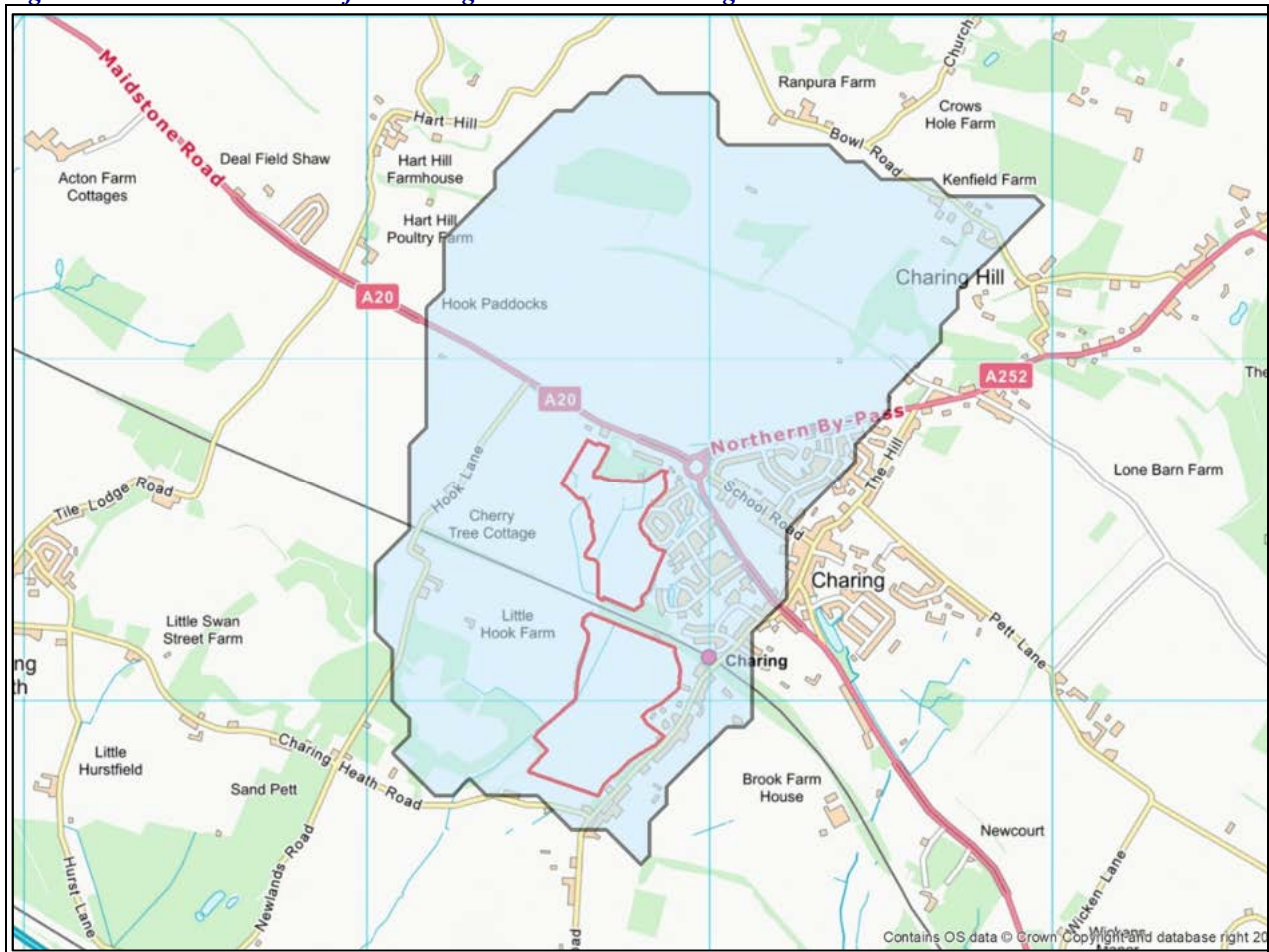 Ranpura Farm
Church
Maidstone Road
Hart Hill
Crows
Hole Farm
Bowl Road
Deal Field Shaw
Acton Farm
Cottages
Hart Hill
Farmhouse
Kenfield Farm
Hart Hill
Poultry Farm
Charing Hill
A20
Hook Paddocks
The
A252
A20
Northern By-Pass
The Hill
Lone Barn Farm
Hook Lane
School Road
Tile Lodge Road
Cherry
Tree Cottage
Charing
Little Swan
Street Farm
Little
Hook Farm
Pett Lane
Charing
ng
th
Little
Hurstfield
Charing Heath Road
Sand Pett
Brook Farm
House
Newcourt
Newlands Road
Hurst Lane
Wicken Lane
ad
Contains OS data © Crown Copyright and database right 20